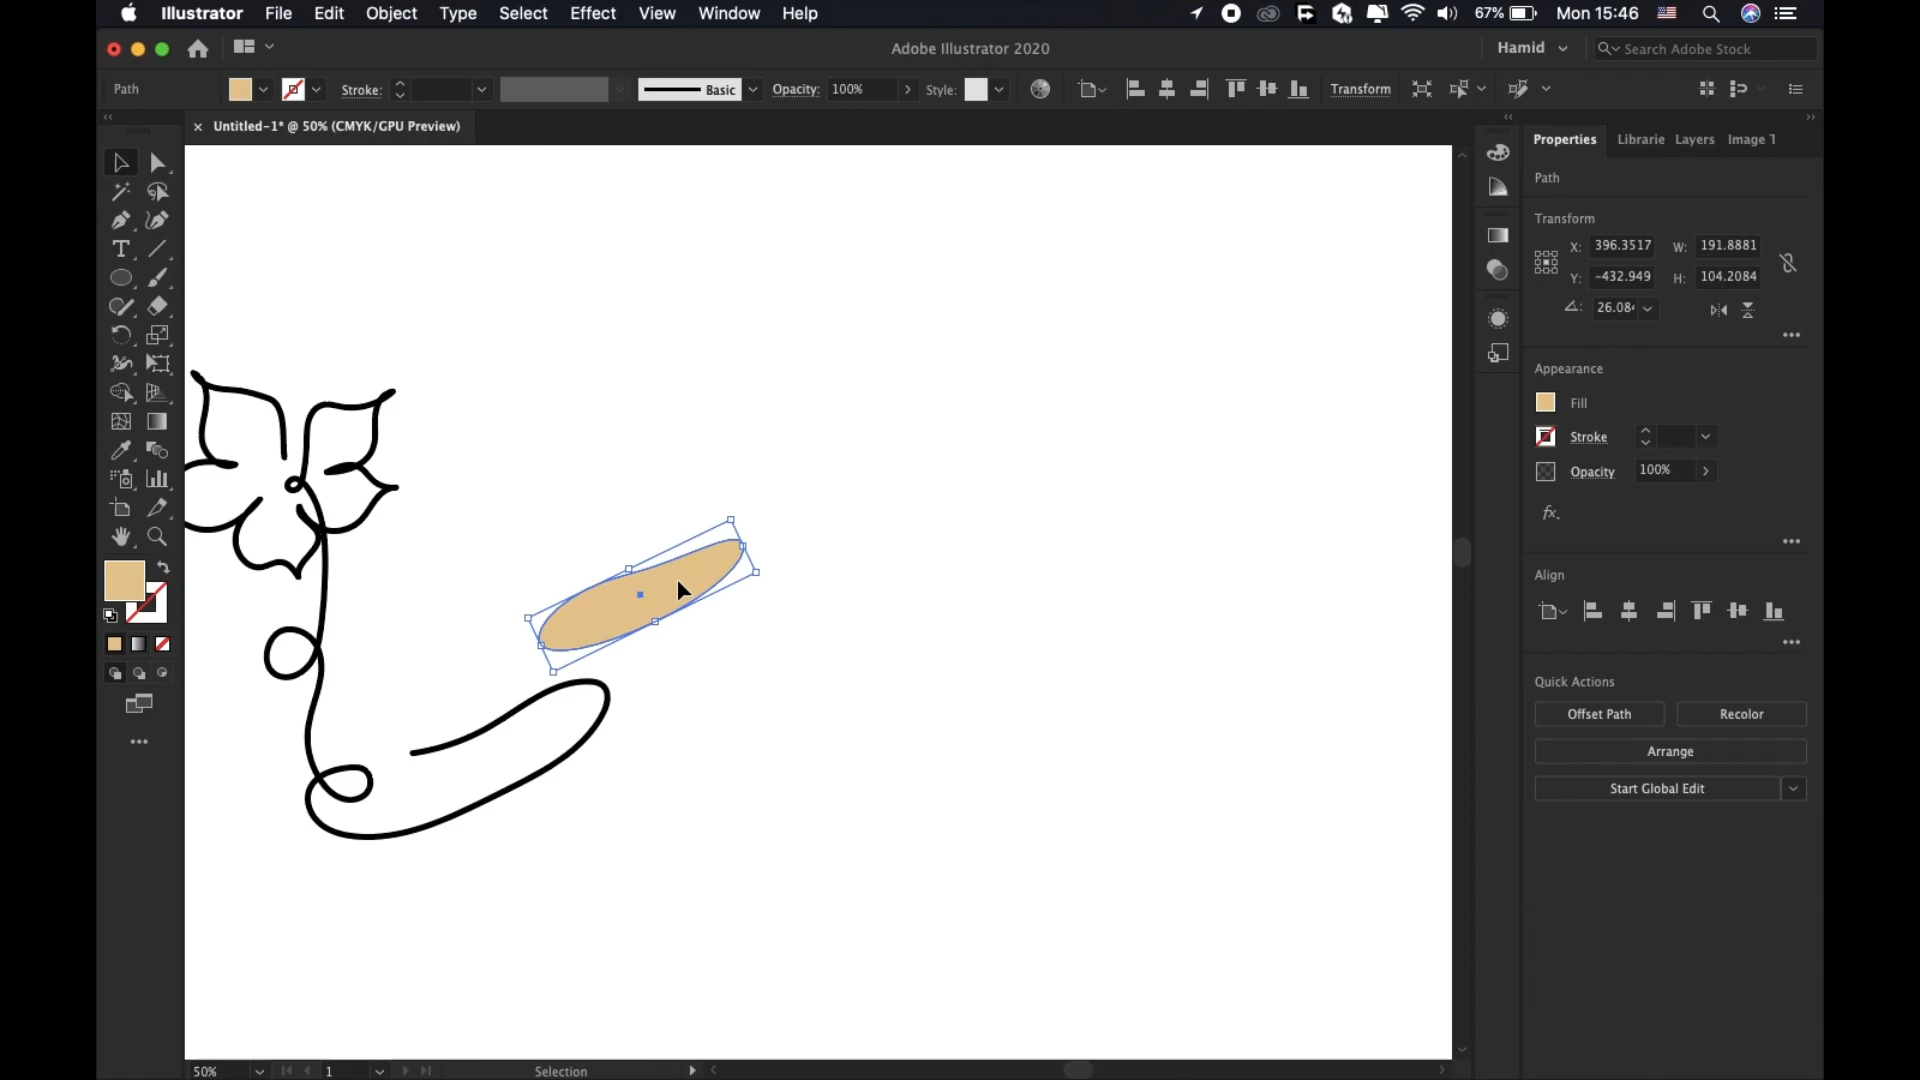 Illustrator File Edit Object Type Select Effect View Window Help 67% Mon 15:46
Adobe Illustrator 2020 Hamid Search Adobe Stock
Path Stroke: Basic Opacity: 100% Style: Transform
Untitled-1* @ 50% (CMYK/GPU Preview)
Properties Librarie Layers Image T
Path
Transform
X: 396.3517 W: 191.8881
Y: -432.949 H: 104.2084
26.08
Appearance
Fill
Stroke
Opacity 100%
fx.
Align
Quick Actions
Offset Path Recolor
Arrange
Start Global Edit
50% 1 Selection